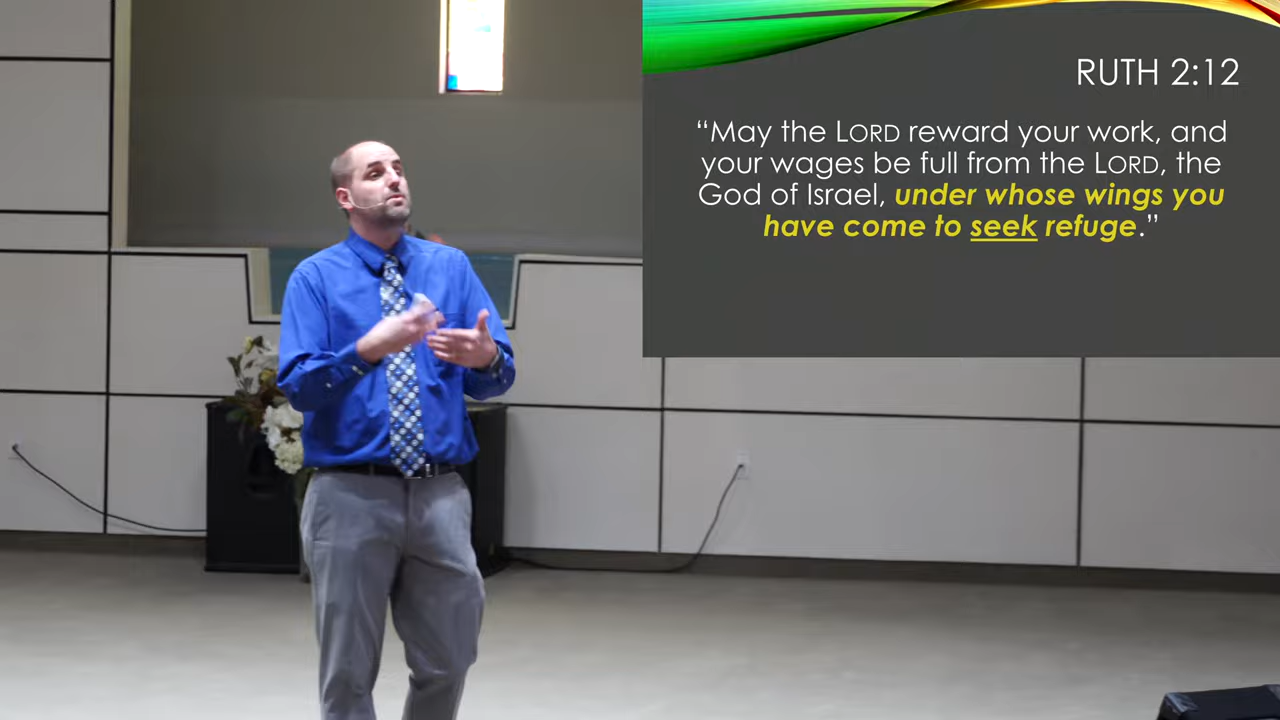 RUTH 2:12
“May the LORD reward your work, and
your wages be full from the LORD, the
God of Israel, under whose wings you
have come to seek refuge.”